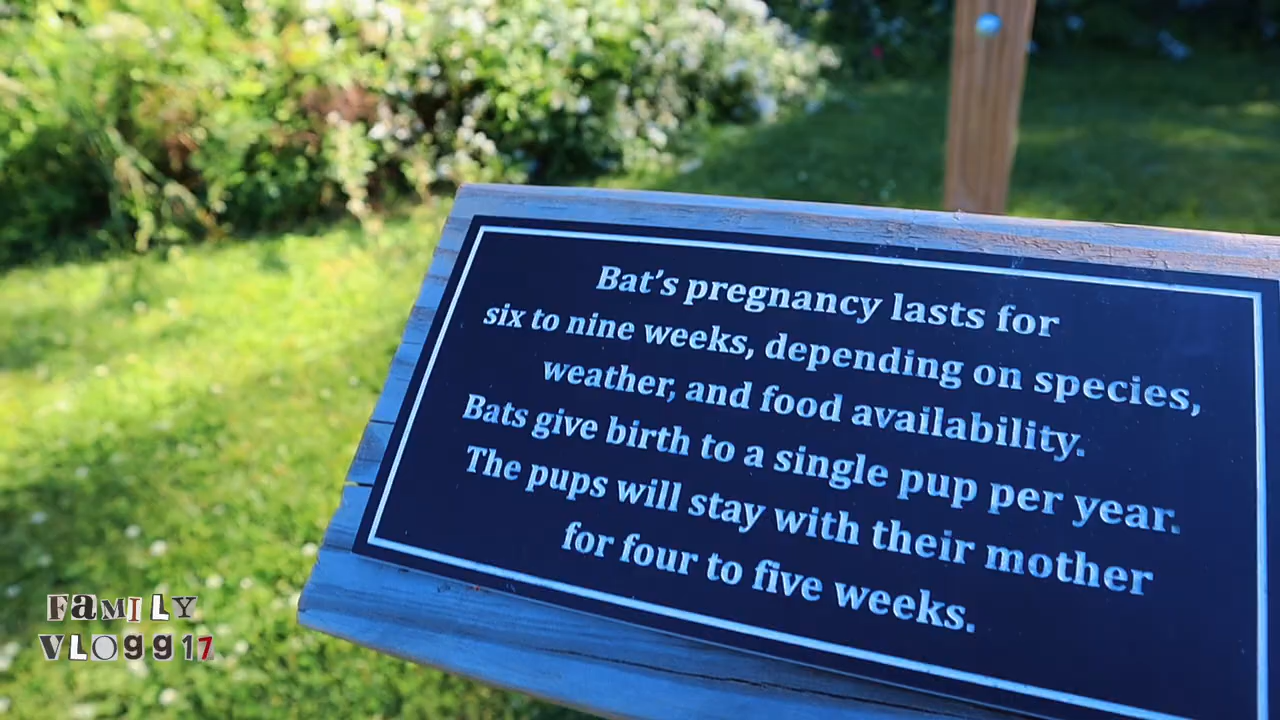 Bat's pregnancy lasts for
six to nine weeks, depending on species,
weather, and food availability.
Bats give birth to a single pup per year.
The pups will stay with their mother
for four to five weeks.
FaMILY
VLOgg17